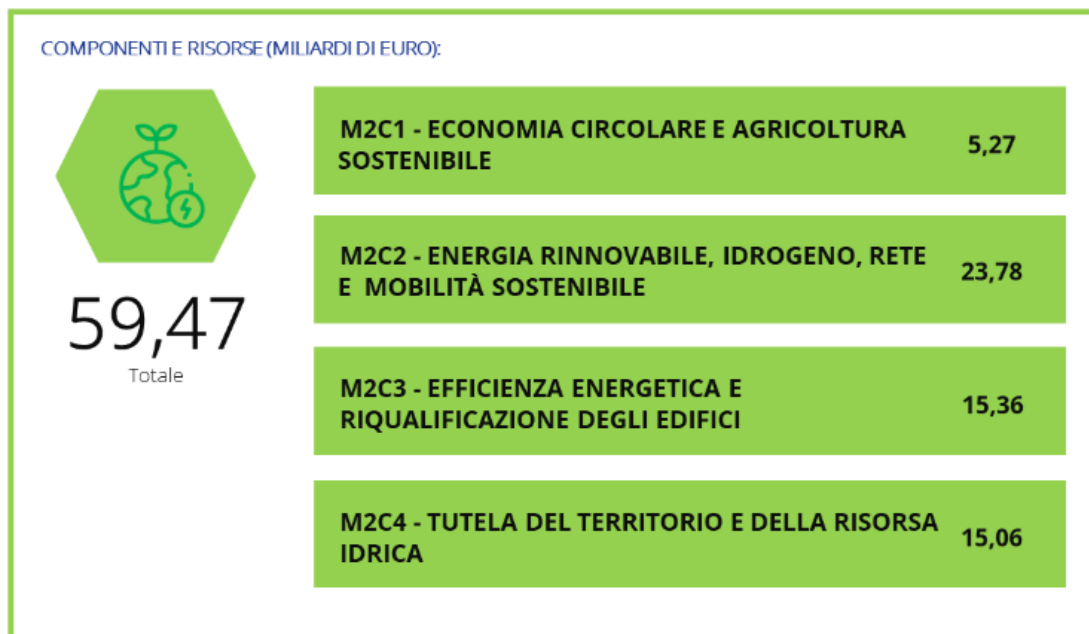 COMPONENTI E RISORSE (MILIARDI DI EURO):
59,47
Totale
M2C1 - ECONOMIA CIRCOLARE E AGRICOLTURA
SOSTENIBILE
5,27
M2C2 - ENERGIA RINNOVABILE, IDROGENO, RETE
E MOBILITÀ SOSTENIBILE
23,78
M2C3 - EFFICIENZA ENERGETICA E
RIQUALIFICAZIONE DEGLI EDIFICI
15,36
M2C4 - TUTELA DEL TERRITORIO E DELLA RISORSA
IDRICA
15,06